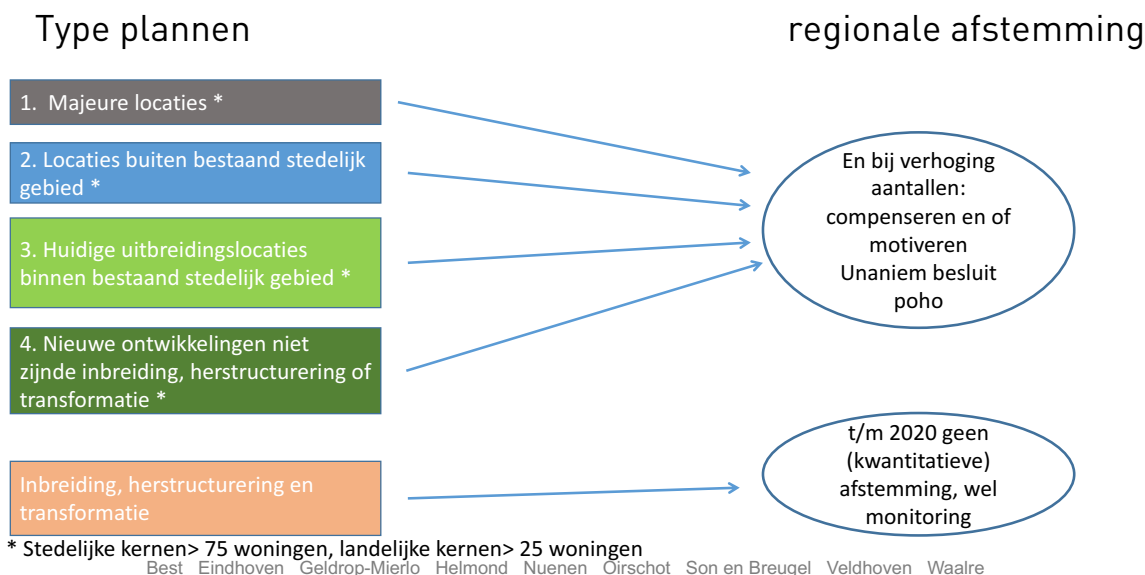 Type plannen
regionale afstemming
1. Majeure locaties *
2. Locaties buiten bestaand stedelijk
gebied *
3. Huidige uitbreidingslocaties
binnen bestaand stedelijk gebied *
4. Nieuwe ontwikkelingen niet
zijnde inbreiding, herstructurering of
transformatie *
En bij verhoging
aantallen:
compenseren en of
motiveren
Unaniem besluit
poho
Inbreiding, herstructurering en
transformatie
t/m 2020 geen
(kwantitatieve)
afstemming, wel
monitoring
* Stedelijke kernen> 75 woningen, landelijke kernen> 25 woningen
Best Eindhoven Geldrop-Mierlo Helmond Nuenen Oirschot Son en Breugel Veldhoven Waalre